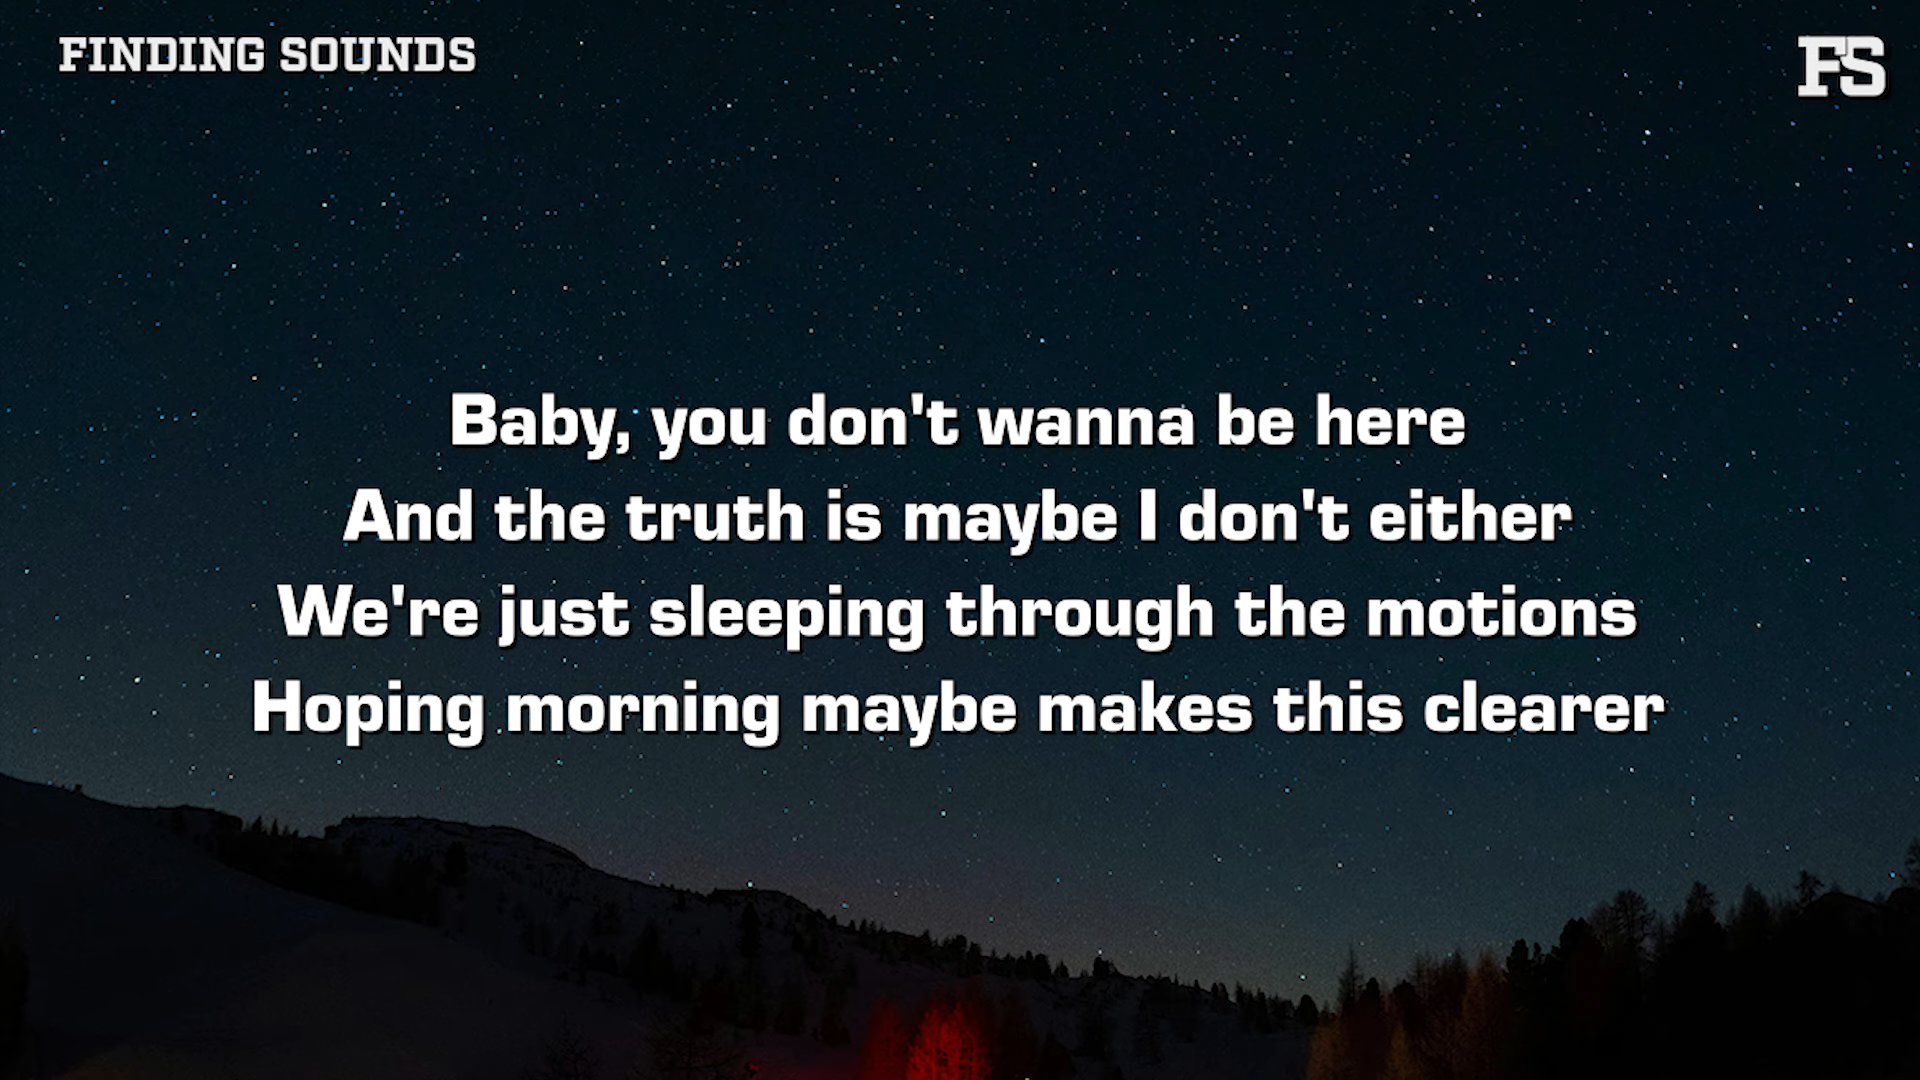 FINDING SOUNDS
FS
Baby, you don't wanna be here
And the truth is maybe I don't either
We're just sleeping through the motions
Hoping morning maybe makes this clearer